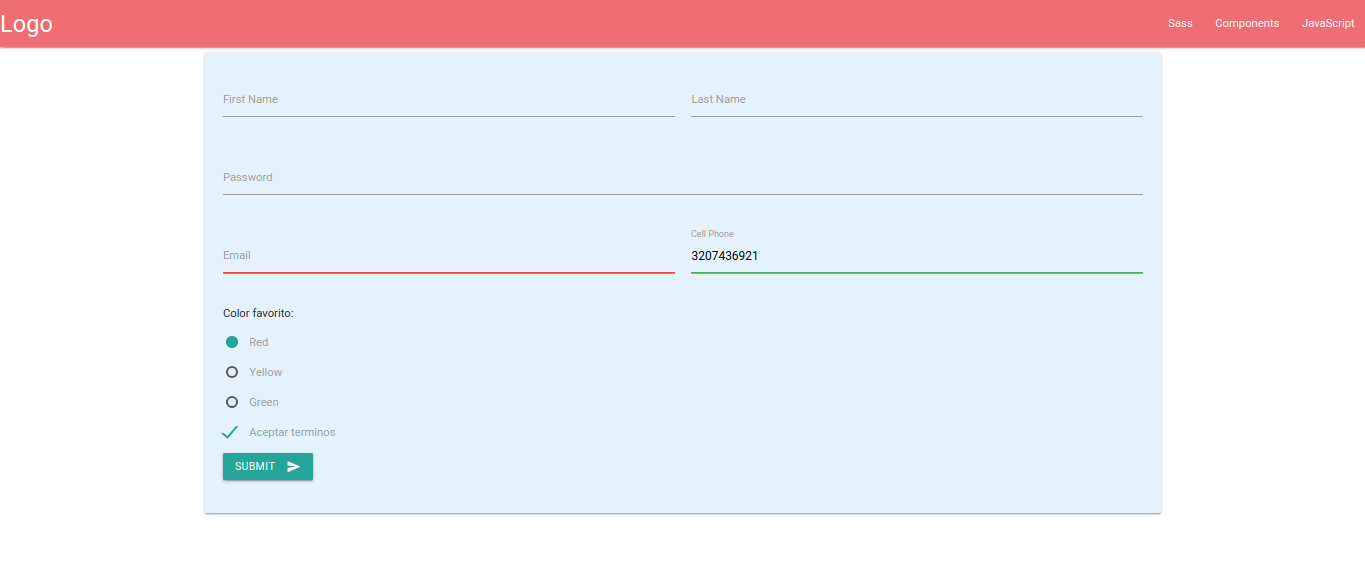 Logo Sass Components JavaScript
First Name Last Name
Password
Cell Phone
Email 3207436921
Color favorito:
Red
Yellow
Green
Aceptar terminos
SUBMIT